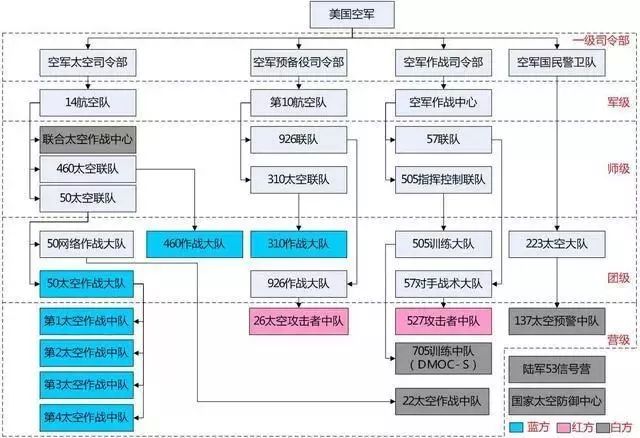 美国空军
一级司令部
空军太空司令部
空军预备役司令部
空军作战司令部
空军国民警卫队
14航空队
第10航空队
空军作战中心
军级
联合太空作战中心
926联队
57联队
460太空联队
师级
310太空联队
505指挥控制联队
50太空联队
50网络作战大队
460作战大队
310作战大队
505训练大队
223太空大队
团级
50太空作战大队
926作战大队
57对手战术大队
营级
第1太空作战中队
26太空攻击者中队
527攻击者中队
137太空预警中队
第2太空作战中队
705训练中队
（DMOC-S）
陆军53信号营
第3太空作战中队
22太空作战中队
国家太空防御中心
第4太空作战中队
蓝方
红方
白方